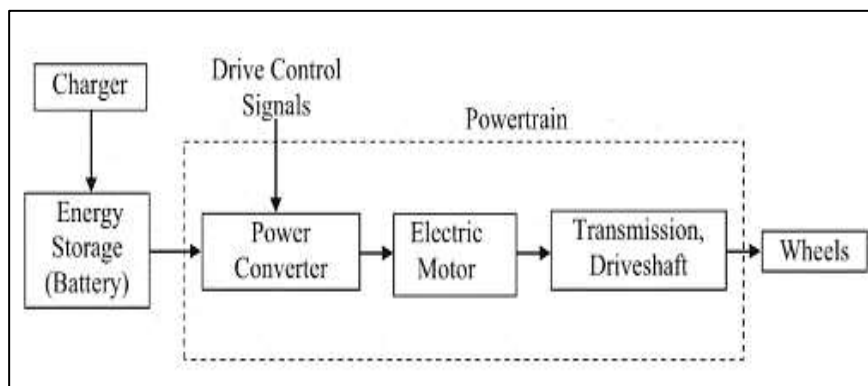 Charger
Drive Control
Signals
Powertrain
Energy
Storage
(Battery)
Power
Converter
Electric
Motor
Transmission,
Driveshaft
Wheels